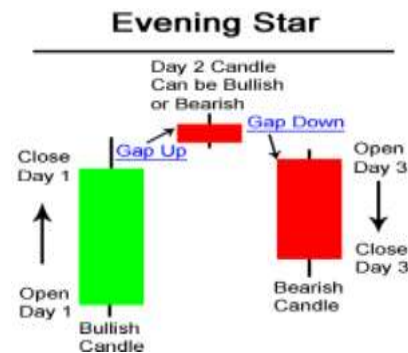 Evening Star
Day 2 Candle
Can be Bullish
or Bearish
Gap Up
Gap Down
Close
Day 1
Open
Day 1
Bullish
Candle
Open
Day 3
Close
Day 3
Bearish
Candle